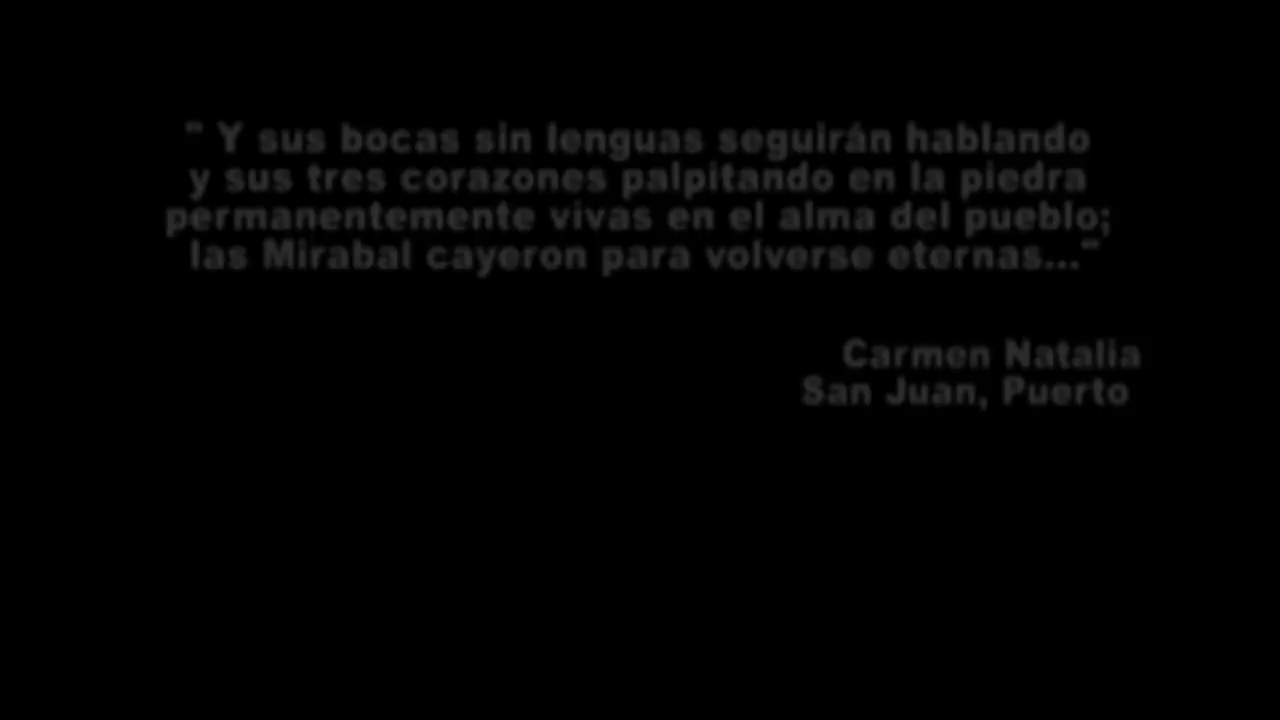 " Y sus bocas sin lenguas seguirán hablando
y sus tres corazones palpitando en la piedra
permanentemente vivas en el alma del pueblo;
las Mirabal cayeron para volverse eternas..."
Carmen Natalia
San Juan, Puerto